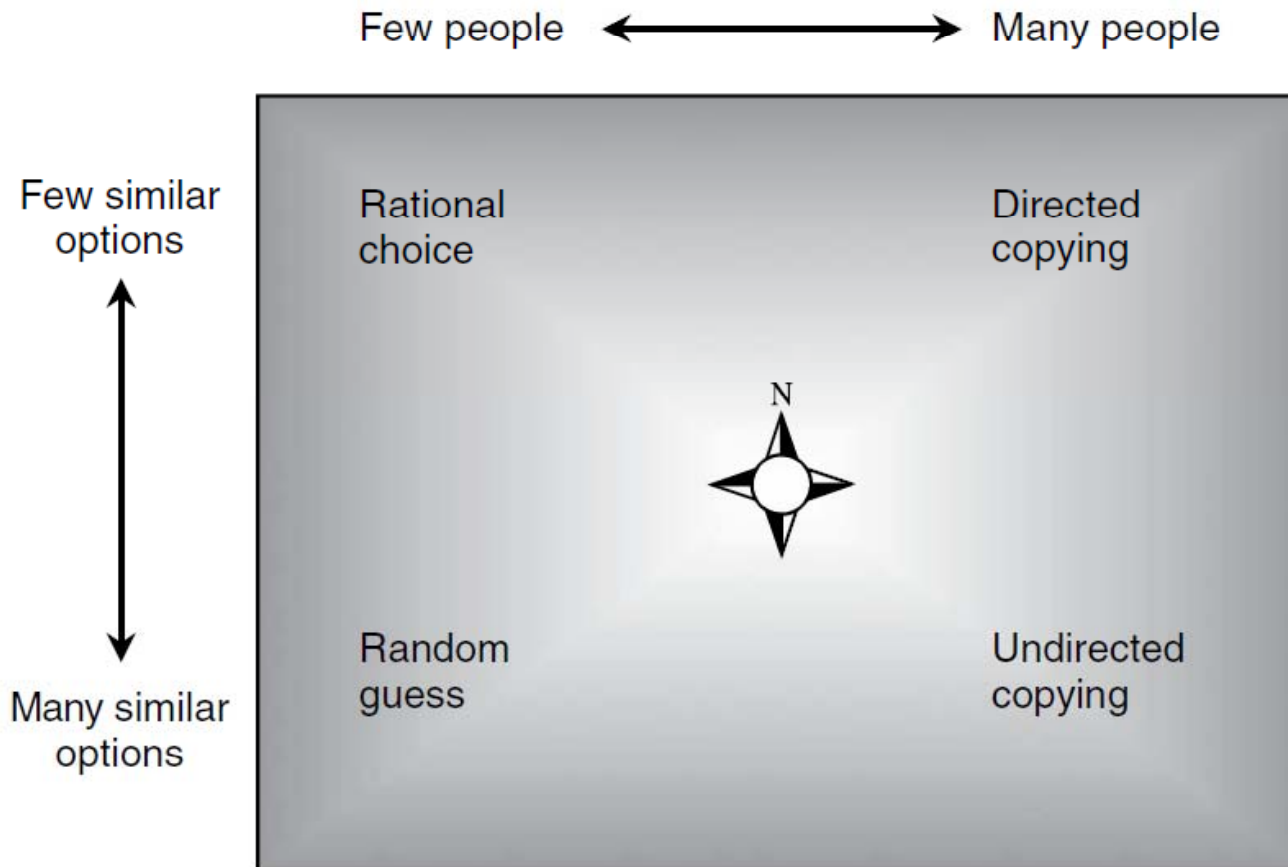 Few people
Many people
Few similar
options
Rational
choice
Directed
copying
N
Many similar
options
Random
guess
Undirected
copying